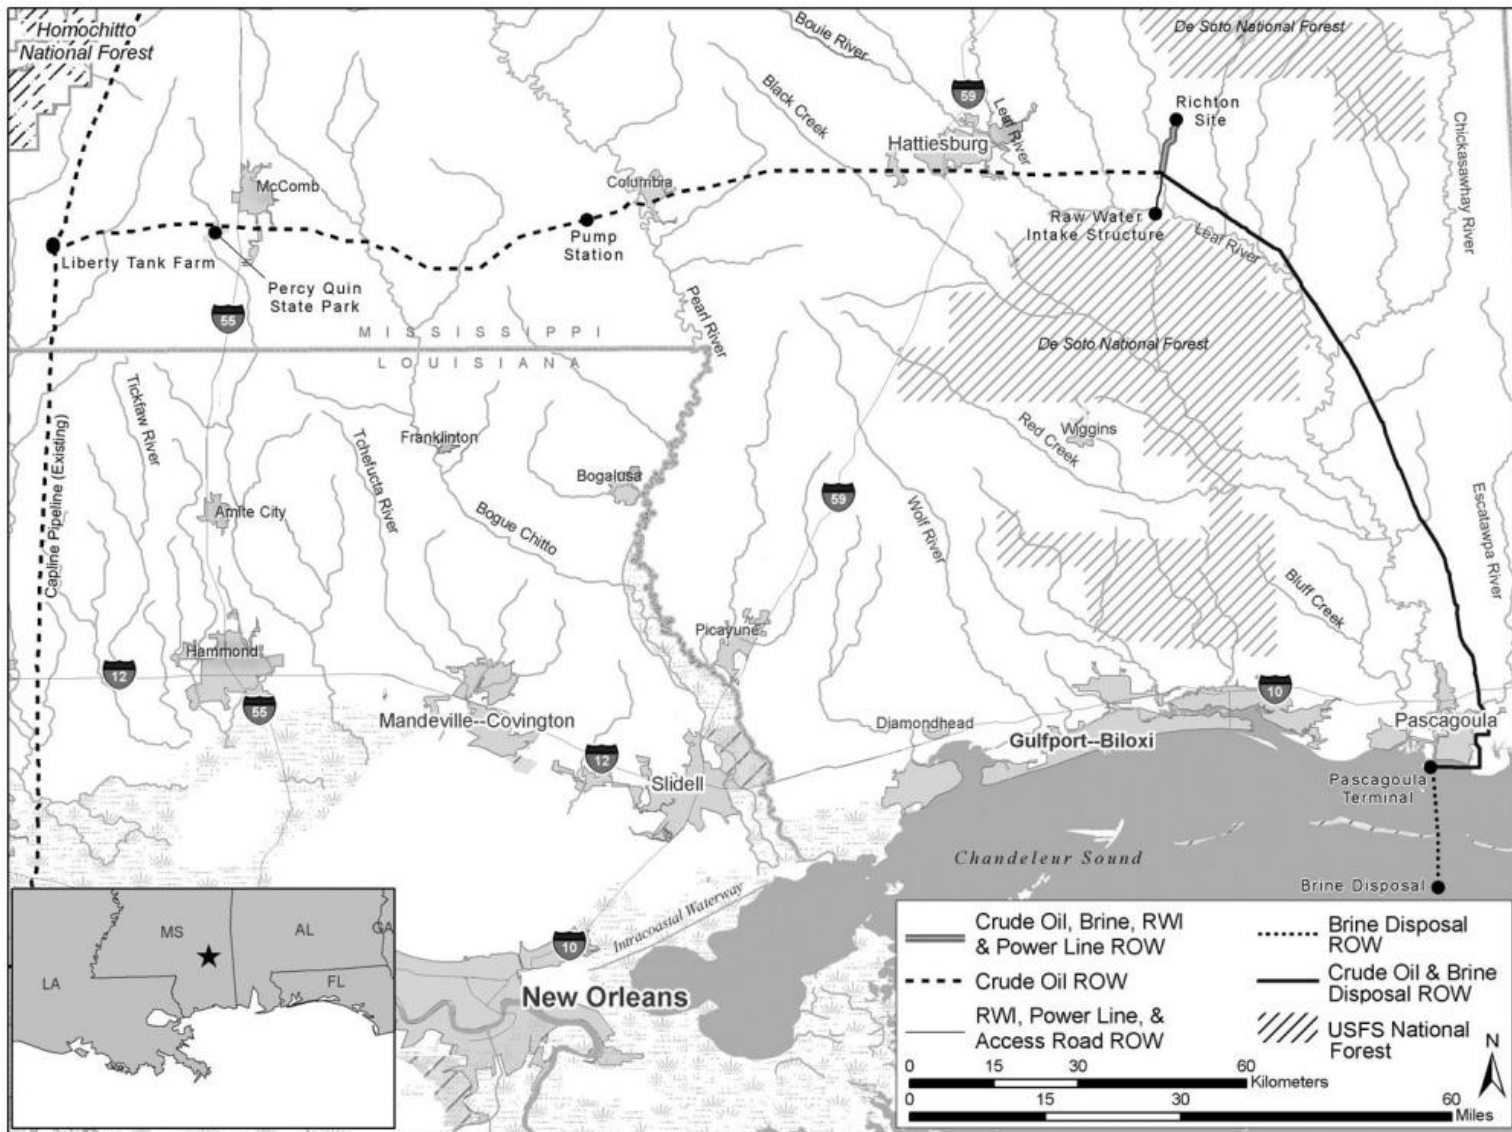 Homochitto
National Forest
Bouie River
Black Creek
59
Leaf River
Hattiesburg
De Soto National Forest
Richton
Site
Chickasawhay River
McComb
Columbia
Liberty Tank Farm
Percy Quin
State Park
55
Pump
Station
Raw Water
Intake Structure
Leaf River
Pearl River
MISSISSIPPI
LOUISIANA
De Soto National Forest
Tickfaw River
Capline Pipeline (Existing)
Tchefucta River
Franklinton
Bogalusa
Amite City
Bogue Chitto
59
Wolf River
Red Creek
Wiggins
Escatawpa River
Bluff Creek
Picayune
Hammond
12
55
Mandeville--Covington
12
Slidell
Diamondhead
Gulfport--Biloxi
10
Pascagoula
Pascagoula
Terminal
Chandeleur Sound
Brine Disposal
Intracoastal Waterway
10
New Orleans
MS
AL
GA
LA
FL
Crude Oil, Brine, RWI
& Power Line ROW
Crude Oil ROW
RWI, Power Line, &
Access Road ROW
Brine Disposal
ROW
Crude Oil & Brine
Disposal ROW
USFS National
Forest
N
0 15 30 60
Kilometers
0 15 30 60
Miles